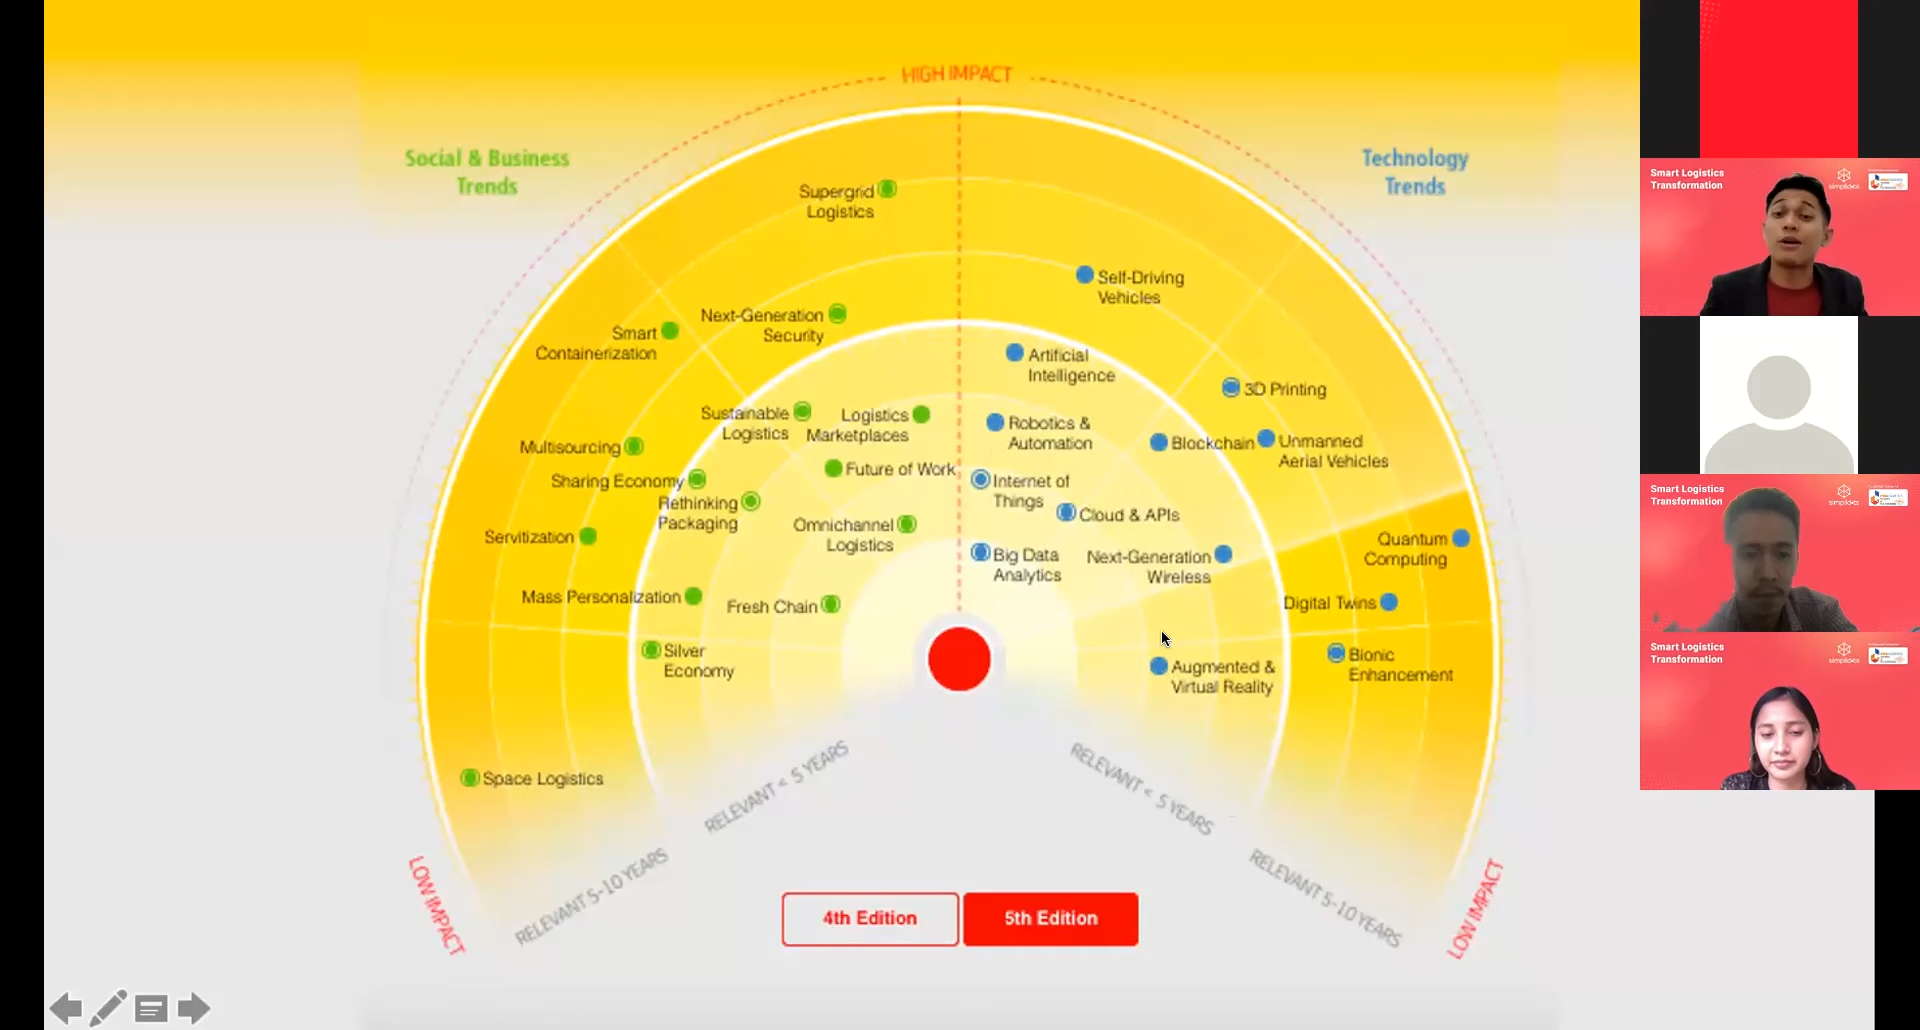 HIGH IMPACT
Social & Business
Trends
Technology
Trends
Supergrid
Logistics
Self-Driving
Vehicles
Next-Generation
Security
Smart
Containerization
Artificial
Intelligence
3D Printing
Sustainable
Logistics
Logistics
Marketplaces
Robotics &
Automation
Blockchain
Unmanned
Aerial Vehicles
Multisourcing
Future of Work
Sharing Economy
Internet of
Things
Rethinking
Packaging
Cloud & APIs
Omnichannel
Logistics
Servitization
Quantum
Computing
Big Data
Analytics
Next-Generation
Wireless
Mass Personalization
Fresh Chain
Digital Twins
Silver
Economy
Augmented &
Virtual Reality
Bionic
Enhancement
Space Logistics
RELEVANT < 5 YEARS
RELEVANT < 5 YEARS
RELEVANT 5-10 YEARS
RELEVANT 5-10 YEARS
LOW IMPACT
LOW IMPACT
4th Edition
5th Edition
Smart Logistics
Transformation
simplidots
Smart Logistics
Transformation
simplidots
Smart Logistics
Transformation
simplidots